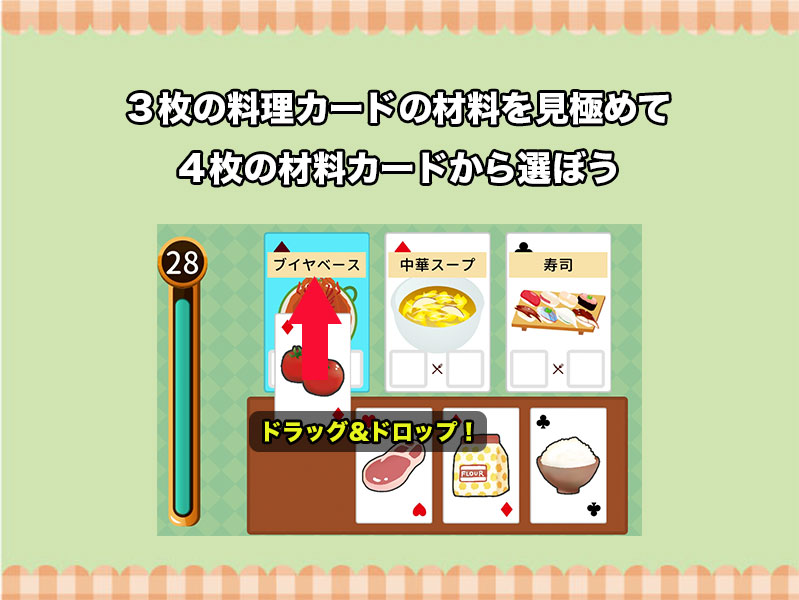 ３枚の料理カードの材料を見極めて
４枚の材料カードから選ぼう
28
ブイヤベース
中華スープ
寿司
×
×
ドラッグ&ドロップ！
FLOUR